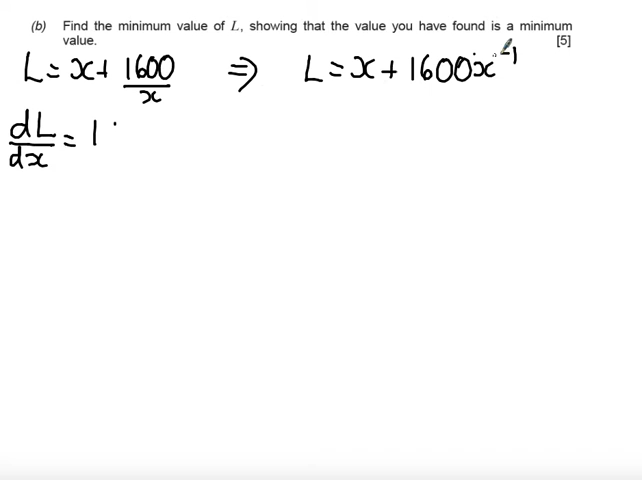 (b) Find the minimum value of L, showing that the value you have found is a minimum
value. [5]
L = x + 1600/x ⇒ L = x + 1600x⁻¹
dL/dx = 1